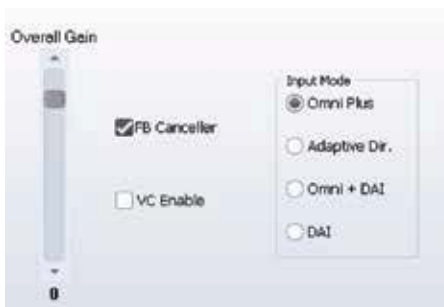 Overall Gain
Input Mode
Omni Plus
FB Canceller
Adaptive Dir.
Omni + DAI
VC Enable
DAI
0